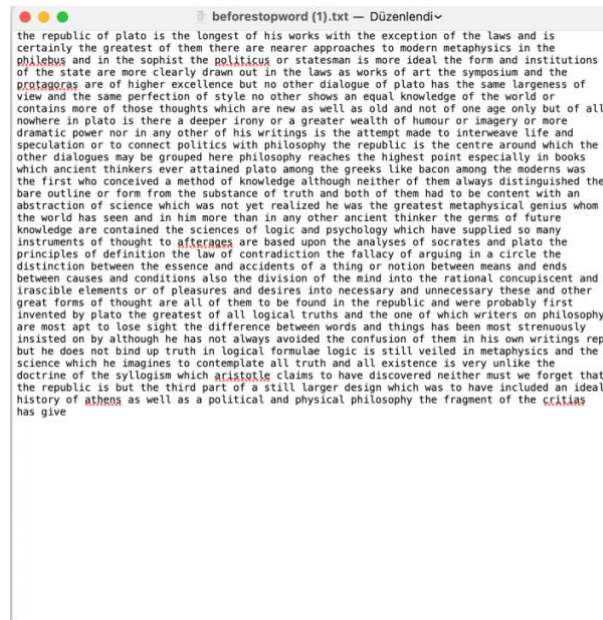 beforestopword (1).txt — Düzenlendi
the republic of plato is the longest of his works with the exception of the laws and is
certainly the greatest of them there are nearer approaches to modern metaphysics in the
philebus and in the sophist the politicus or statesman is more ideal the form and institutions
of the state are more clearly drawn out in the laws as works of art the symposium and the
protagoras are of higher excellence but no other dialogue of plato has the same largeness of
view and the same perfection of style no other shows an equal knowledge of the world or
contains more of those thoughts which are new as well as old and not of one age only but of all
nowhere in plato is there a deeper irony or a greater wealth of humour or imagery or more
dramatic power nor in any other of his writings is the attempt made to interweave life and
speculation or to connect politics with philosophy the republic is the centre around which the
other dialogues may be grouped here philosophy reaches the highest point especially in books
which ancient thinkers ever attained plato among the greeks like bacon among the moderns was
the first who conceived a method of knowledge although neither of them always distinguished the
bare outline or form from the substance of truth and both of them had to be content with an
abstraction of science which was not yet realized he was the greatest metaphysical genius whom
the world has seen and in him more than in any other ancient thinker the germs of future
knowledge are contained the sciences of logic and psychology which have supplied so many
instruments of thought to afterages are based upon the analyses of socrates and plato the
principles of definition the law of contradiction the fallacy of arguing in a circle the
distinction between the essence and accidents of a thing or notion between means and ends
between causes and conditions also the division of the mind into the rational concupiscent and
irascible elements or of pleasures and desires into necessary and unnecessary these and other
great forms of thought are all of them to be found in the republic and were probably first
invented by plato the greatest of all logical truths and the one of which writers on philosophy
are most apt to lose sight the difference between words and things has been most strenuously
insisted on by although he has not always avoided the confusion of them in his own writings rep
but he does not bind up truth in logical formulae logic is still veiled in metaphysics and the
science which he imagines to contemplate all truth and all existence is very unlike the
doctrine of the syllogism which aristotle claims to have discovered neither must we forget that
the republic is but the third part of a still larger design which was to have included an ideal
history of athens as well as a political and physical philosophy the fragment of the critias
has give